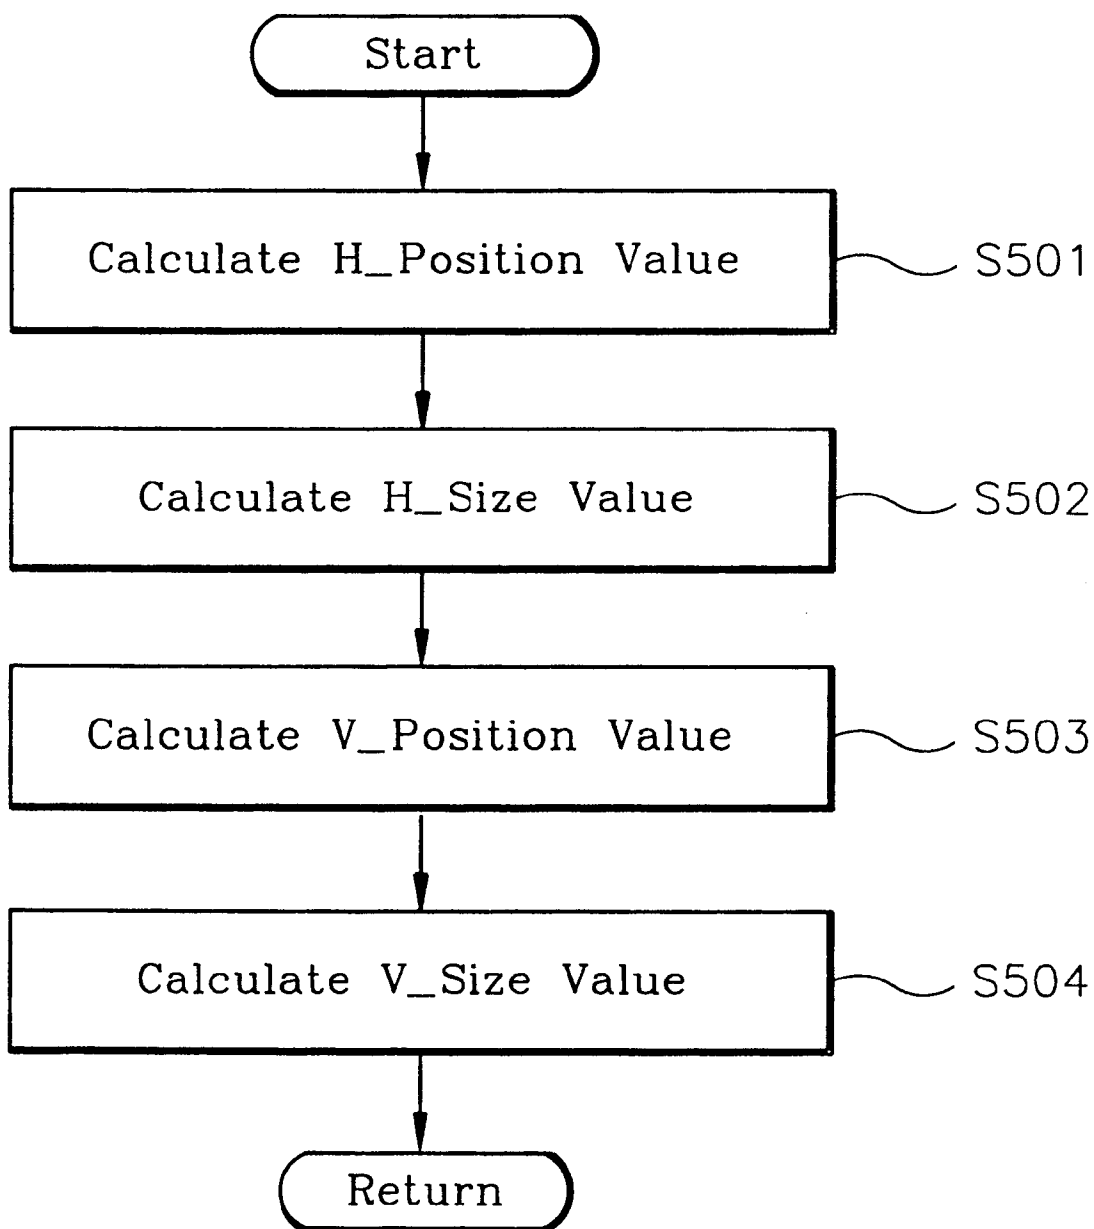 Start
Calculate H_Position Value
S501
Calculate H_Size Value
S502
Calculate V_Position Value
S503
Calculate V_Size Value
S504
Return